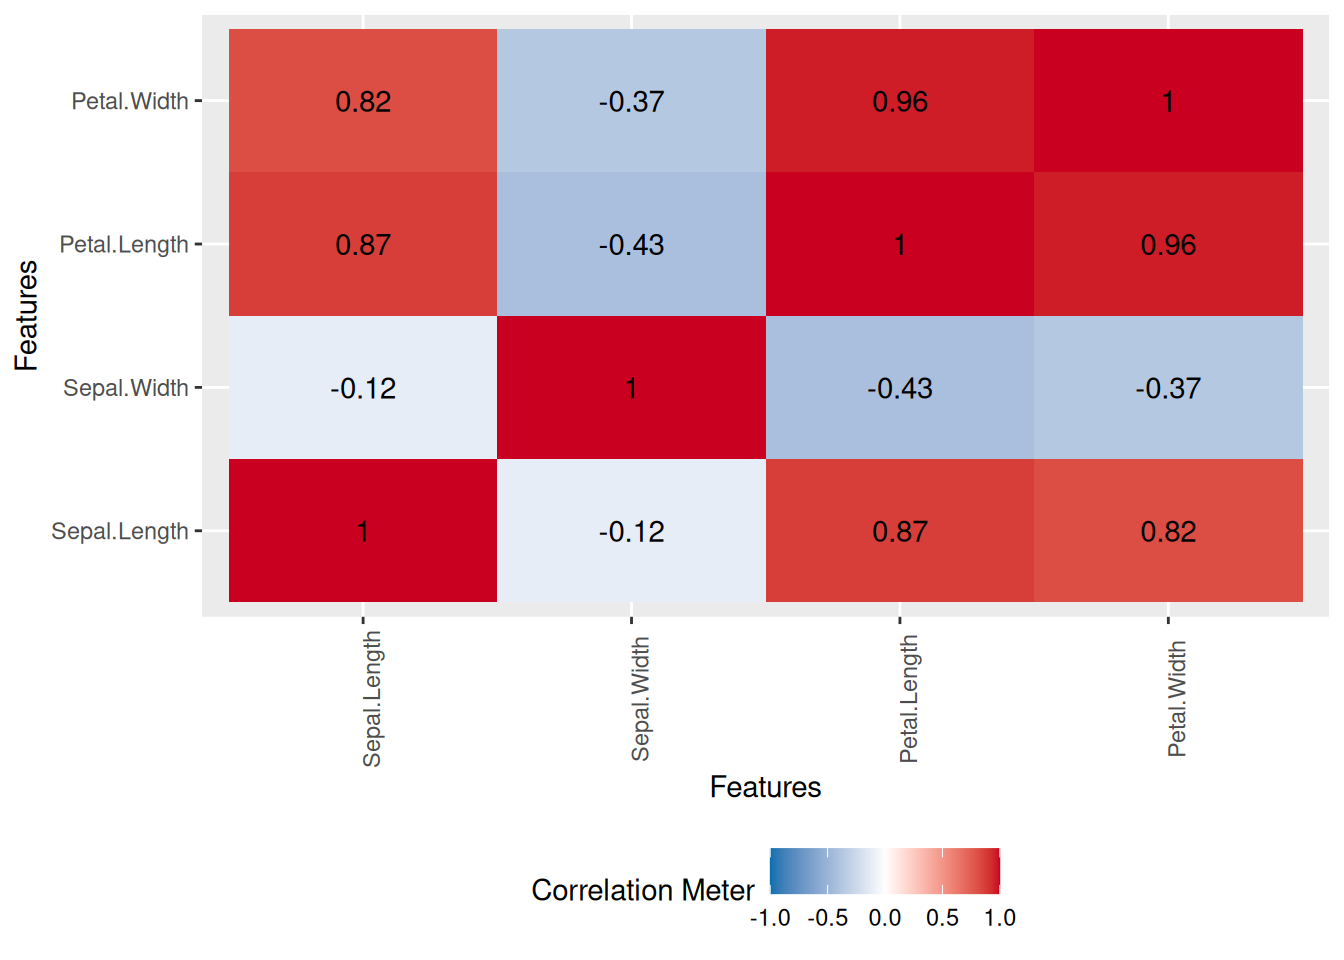 Features
Petal.Width 0.82 -0.37 0.96 1
Petal.Length 0.87 -0.43 1 0.96
Sepal.Width -0.12 1 -0.43 -0.37
Sepal.Length 1 -0.12 0.87 0.82
Sepal.Length Sepal.Width Petal.Length Petal.Width
Features
Correlation Meter
-1.0 -0.5 0.0 0.5 1.0